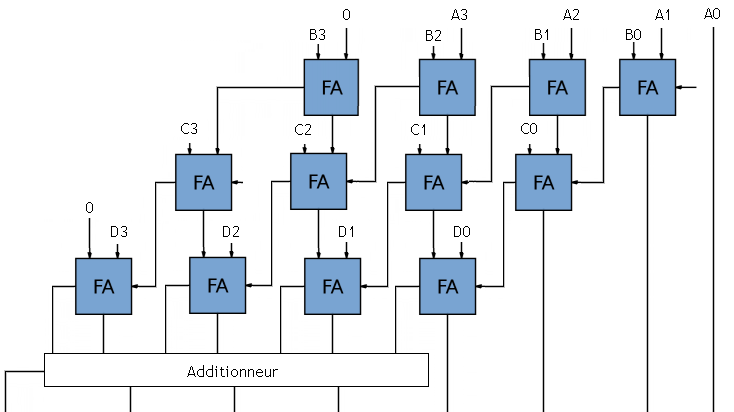 0 A3 A2 A1 A0
B3 B2 B1 B0
FA FA FA FA
C3 C2 C1 C0
FA FA FA FA
0
D3 D2 D1 D0
FA FA FA FA
Additionneur